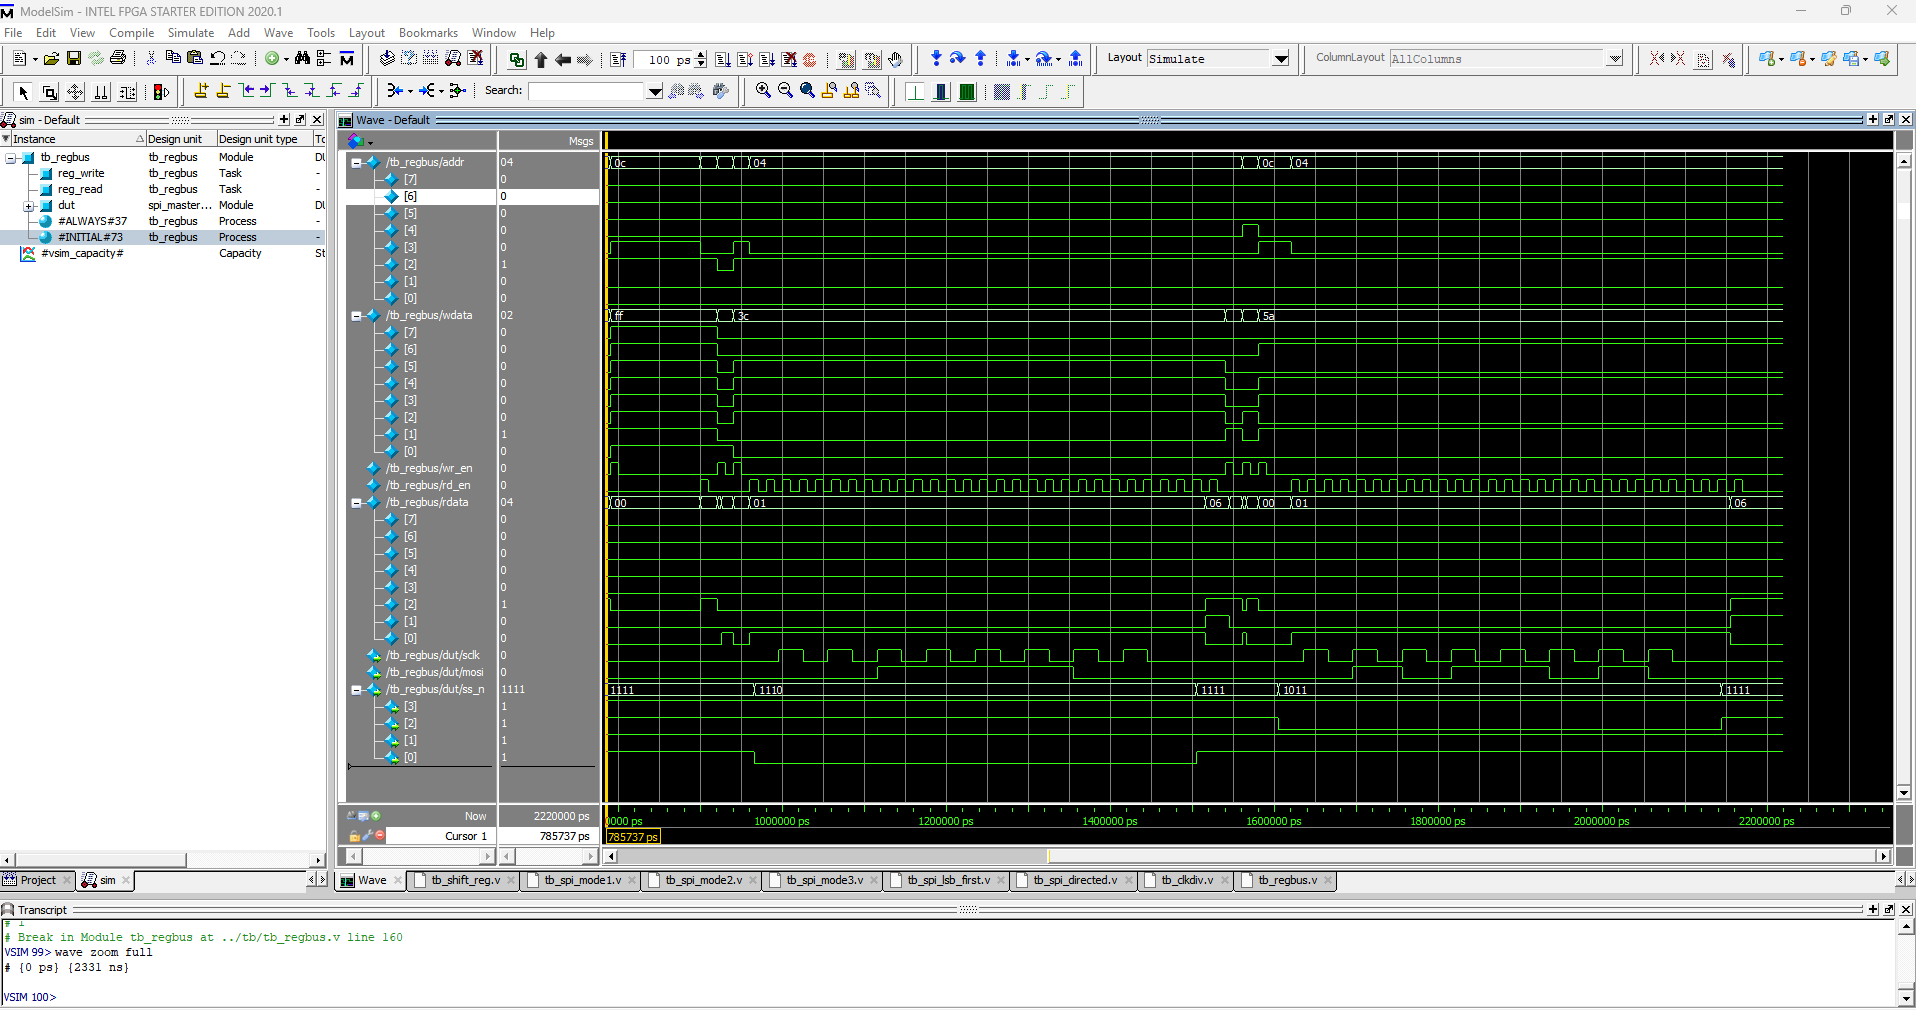 ModelSim - INTEL FPGA STARTER EDITION 2020.1
File Edit View Compile Simulate Add Wave Tools Layout Bookmarks Window Help
100 ps
Layout Simulate
ColumnLayout AllColumns
Search:
sim - Default
Instance Design unit Design unit type
tb_regbus tb_regbus Module
reg_write tb_regbus Task -
reg_read tb_regbus Task -
dut spi_master... Module
#ALWAYS#37 tb_regbus Process -
#INITIAL#73 tb_regbus Process -
#vsim_capacity# Capacity
Wave - Default
Msgs
/tb_regbus/addr 04 0c 04 0c 04
[7] 0
[6] 0
[5] 0
[4] 0
[3] 0
[2] 1
[1] 0
[0] 0
/tb_regbus/wdata 02 ff 3c 5a
[7] 0
[6] 0
[5] 0
[4] 0
[3] 0
[2] 0
[1] 1
[0] 0
/tb_regbus/wr_en 0
/tb_regbus/rd_en 0
/tb_regbus/rdata 04 00 01 06 00 01 06
[7] 0
[6] 0
[5] 0
[4] 0
[3] 0
[2] 1
[1] 0
[0] 0
/tb_regbus/dut/sclk 0
/tb_regbus/dut/mosi 0
/tb_regbus/dut/ss_n 1111 1111 1110 1111 1011 1111
[3] 1
[2] 1
[1] 1
[0] 1
Now 2220000 ps 0000 ps 1000000 ps 1200000 ps 1400000 ps 1600000 ps 1800000 ps 2000000 ps 2200000 ps
Cursor 1 785737 ps 785737 ps
Project sim
Wave tb_shift_reg.v tb_spi_mode1.v tb_spi_mode2.v tb_spi_mode3.v tb_spi_lsb_first.v tb_spi_directed.v tb_clkdiv.v tb_regbus.v
Transcript
# 1
# Break in Module tb_regbus at ../tb/tb_regbus.v line 160
VSIM 99> wave zoom full
# {0 ps} {2331 ns}
VSIM 100>